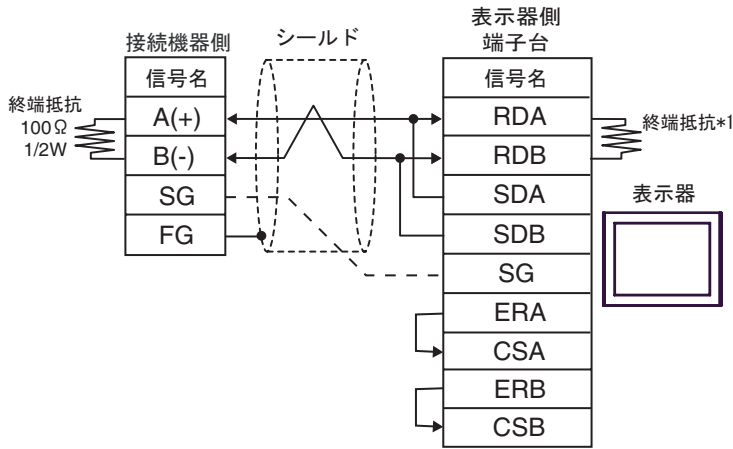 接続機器側
シールド
表示器側
端子台
信号名
信号名
終端抵抗
100Ω
1/2W
A(+)
B(-)
SG
FG
RDA
RDB
SDA
SDB
SG
ERA
CSA
ERB
CSB
終端抵抗*1
表示器